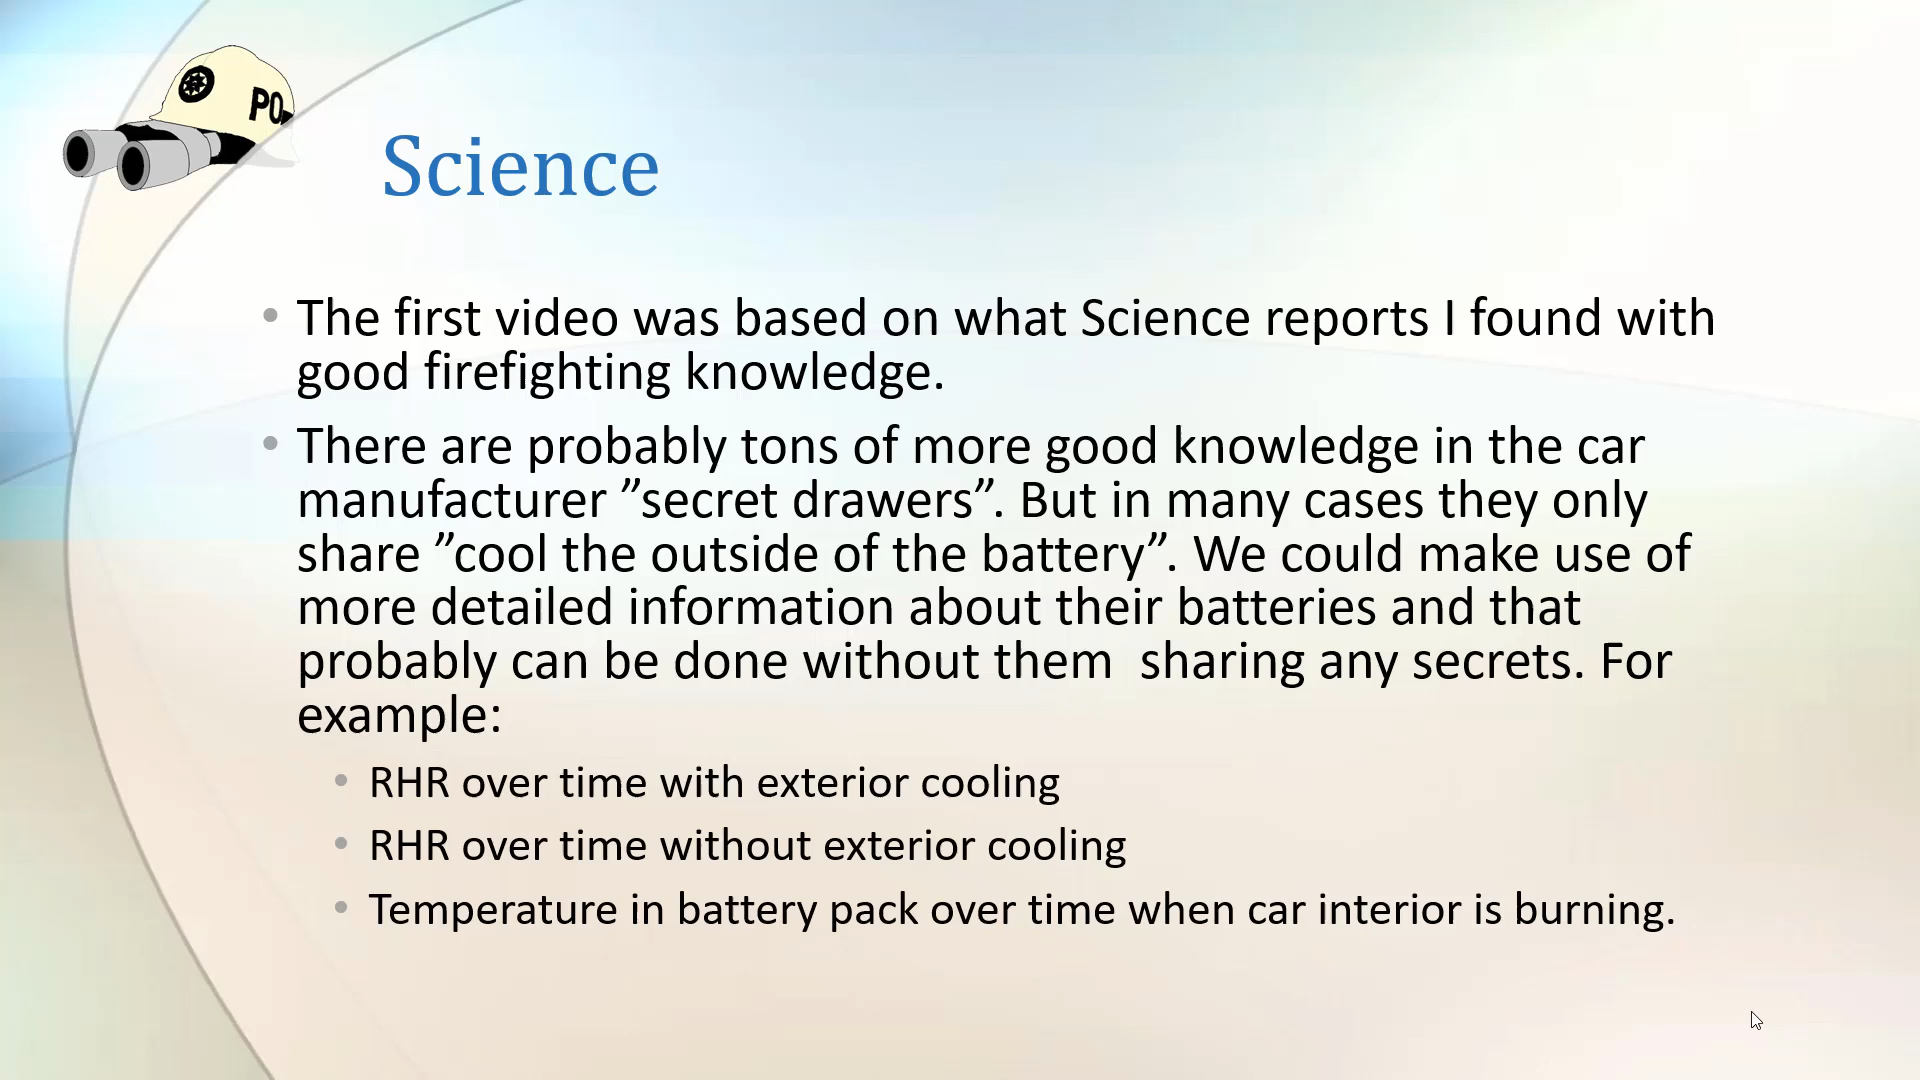 PO
Science
• The first video was based on what Science reports I found with
good firefighting knowledge.
• There are probably tons of more good knowledge in the car
manufacturer ”secret drawers”. But in many cases they only
share ”cool the outside of the battery”. We could make use of
more detailed information about their batteries and that
probably can be done without them  sharing any secrets. For
example:
• RHR over time with exterior cooling
• RHR over time without exterior cooling
• Temperature in battery pack over time when car interior is burning.